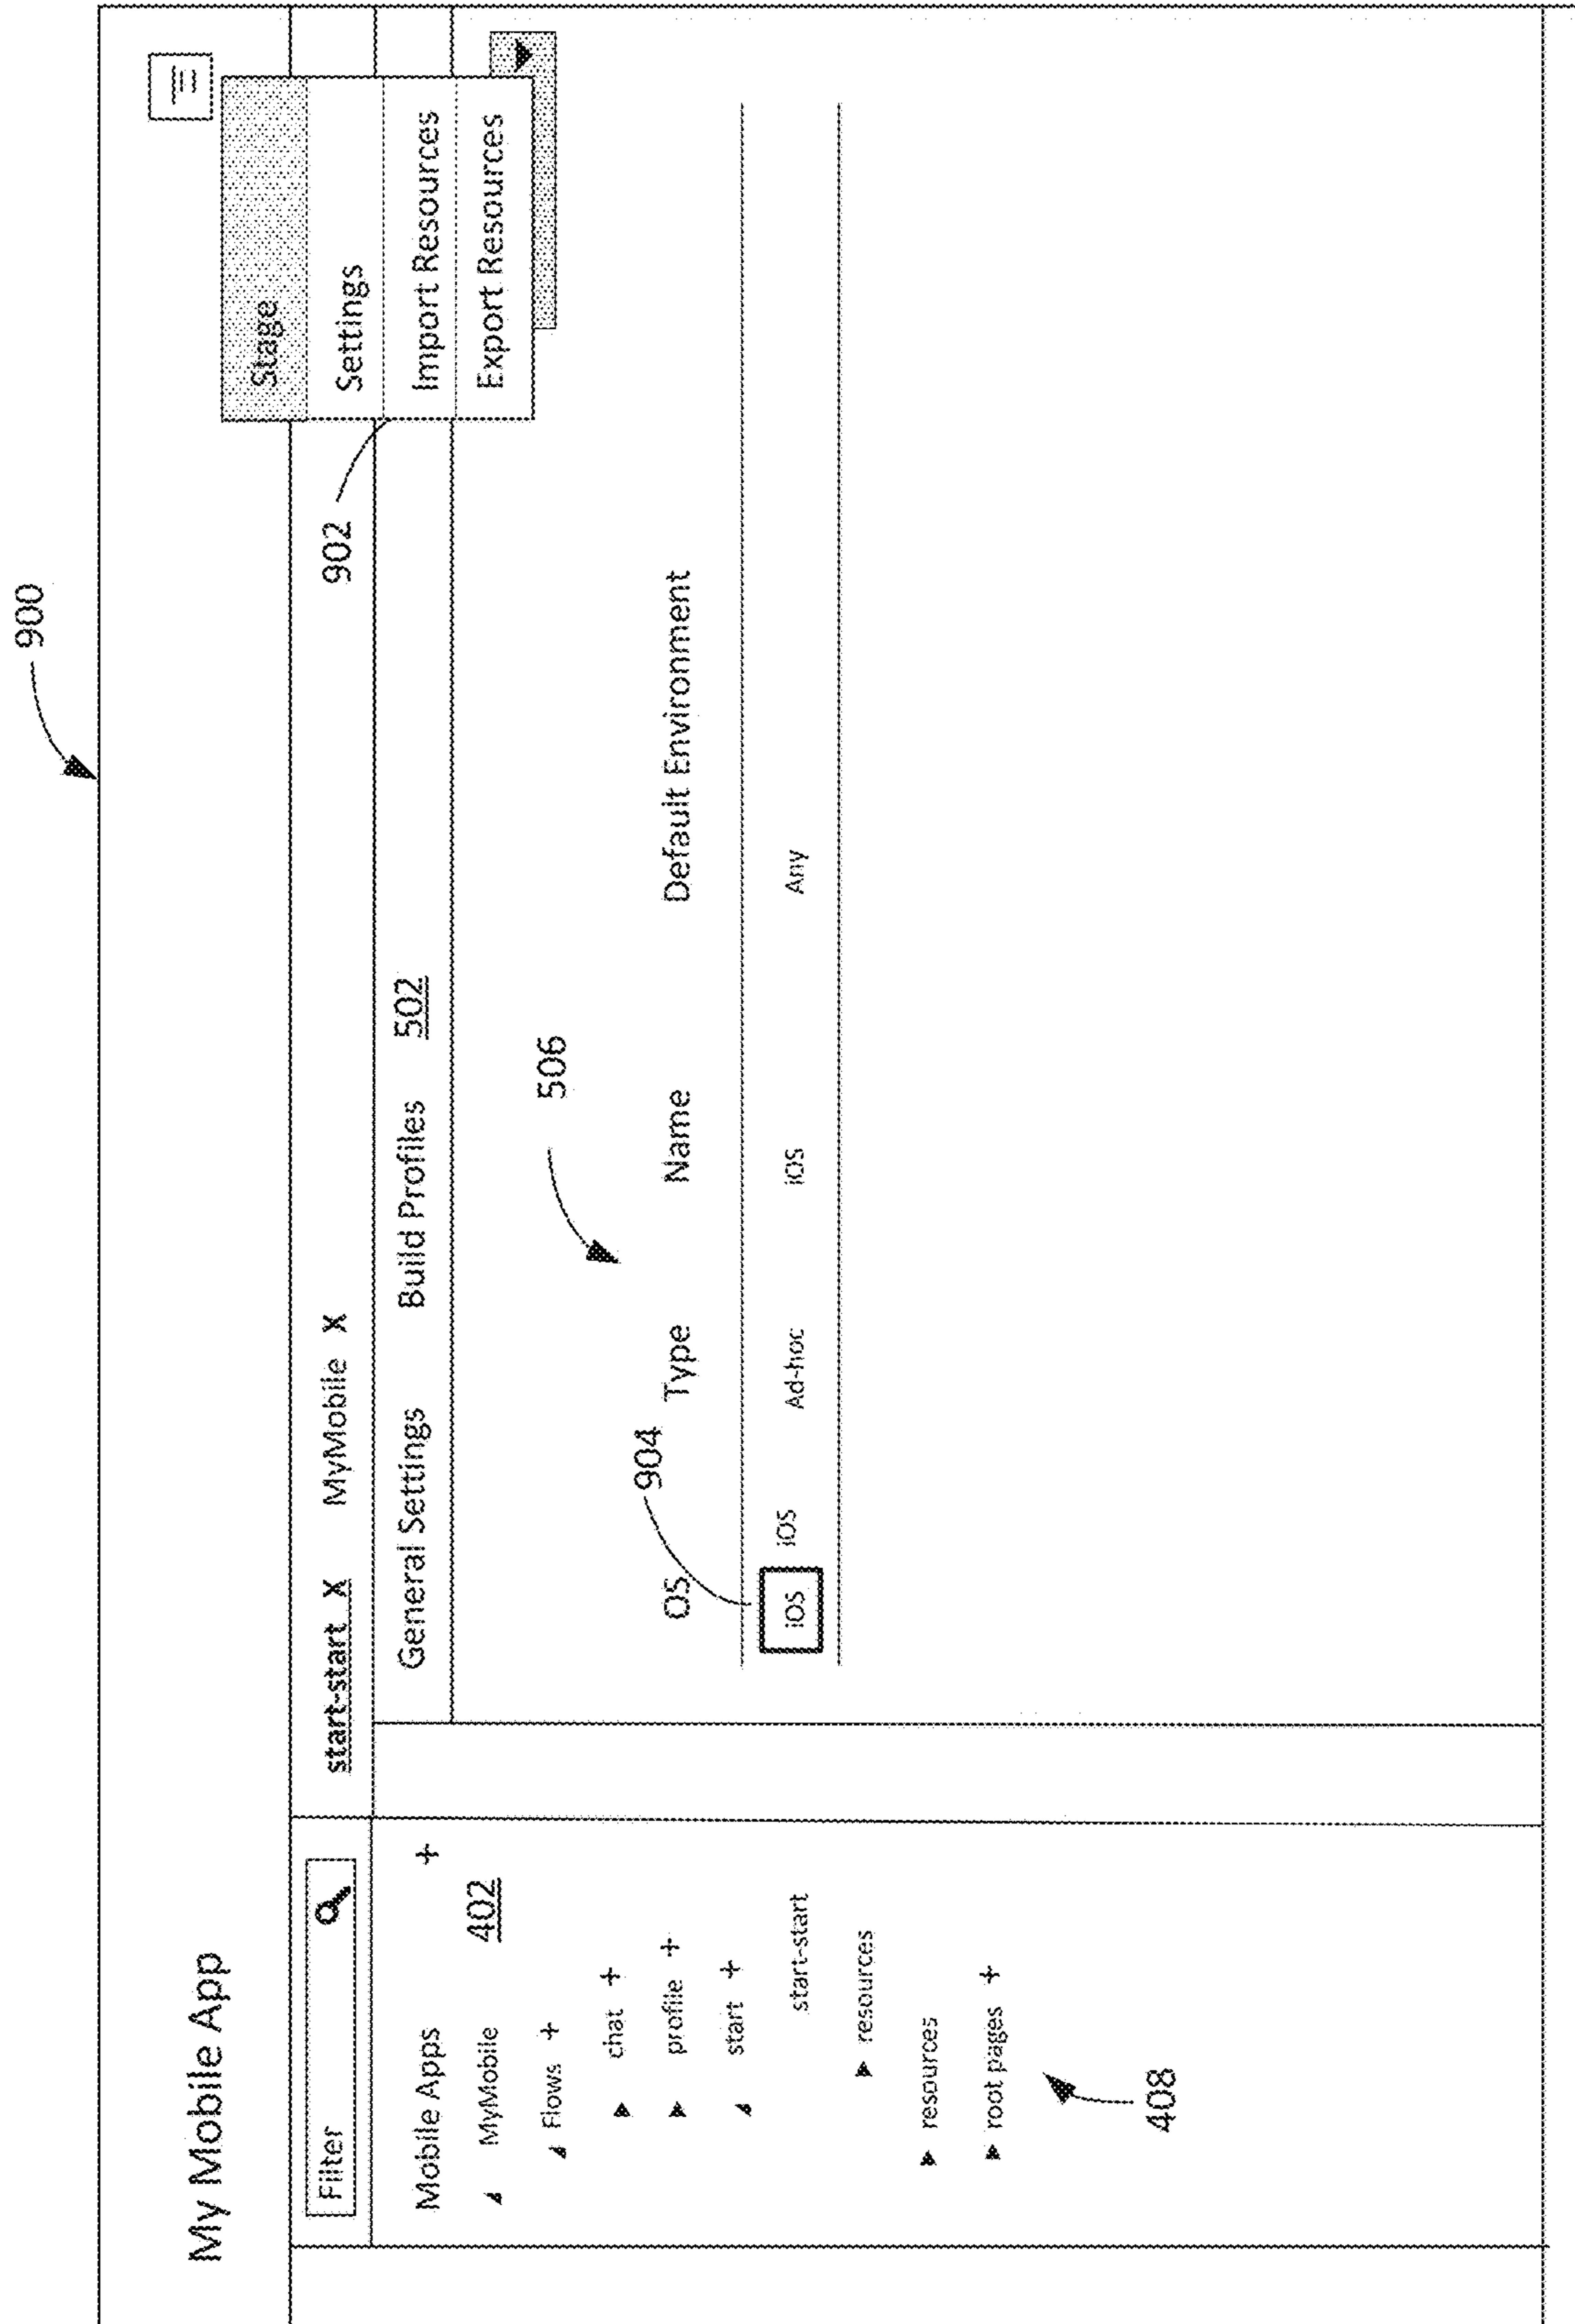 900
My Mobile App
Filter
start-start X MyMobile X
902
Stage
Settings
Import Resources
Export Resources
General Settings Build Profiles 502
Mobile Apps +
MyMobile 402
Flows +
chat +
profile +
start +
start-start
resources
resources
root pages +
408
506
904
OS Type Name Default Environment
iOS iOS Ad-hoc iOS Any